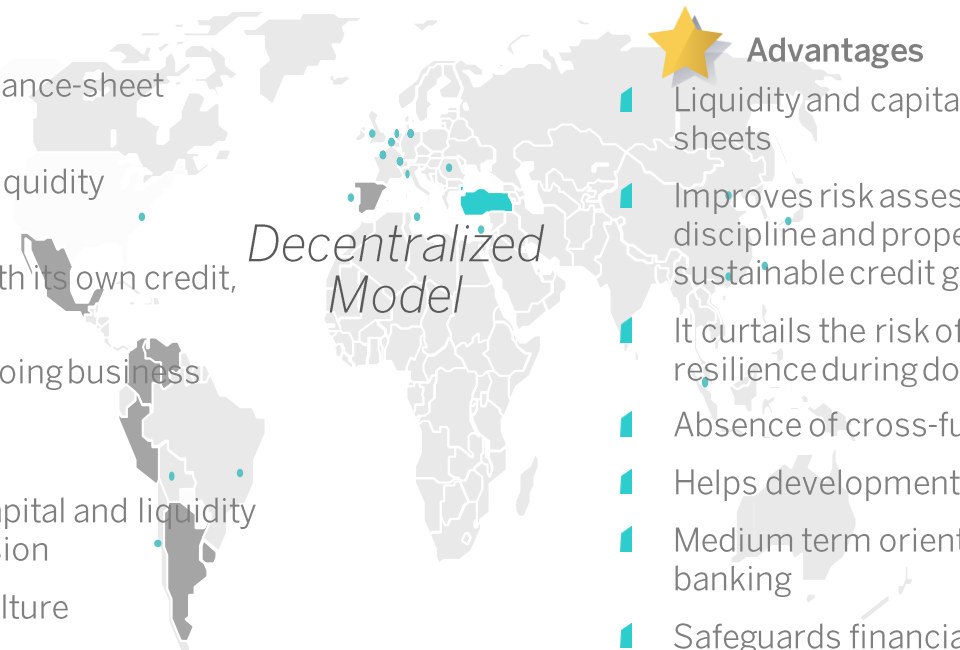 ance-sheet
quidity
th its own credit,
oing business
pital and liquidity
ion
lture
Decentralized
Model
Advantages
Liquidity and capita
sheets
Improves risk asses
discipline and prope
sustainable credit g
It curtails the risk of
resilience during do
Absence of cross-fu
Helps development
Medium term orient
banking
Safeguards financia